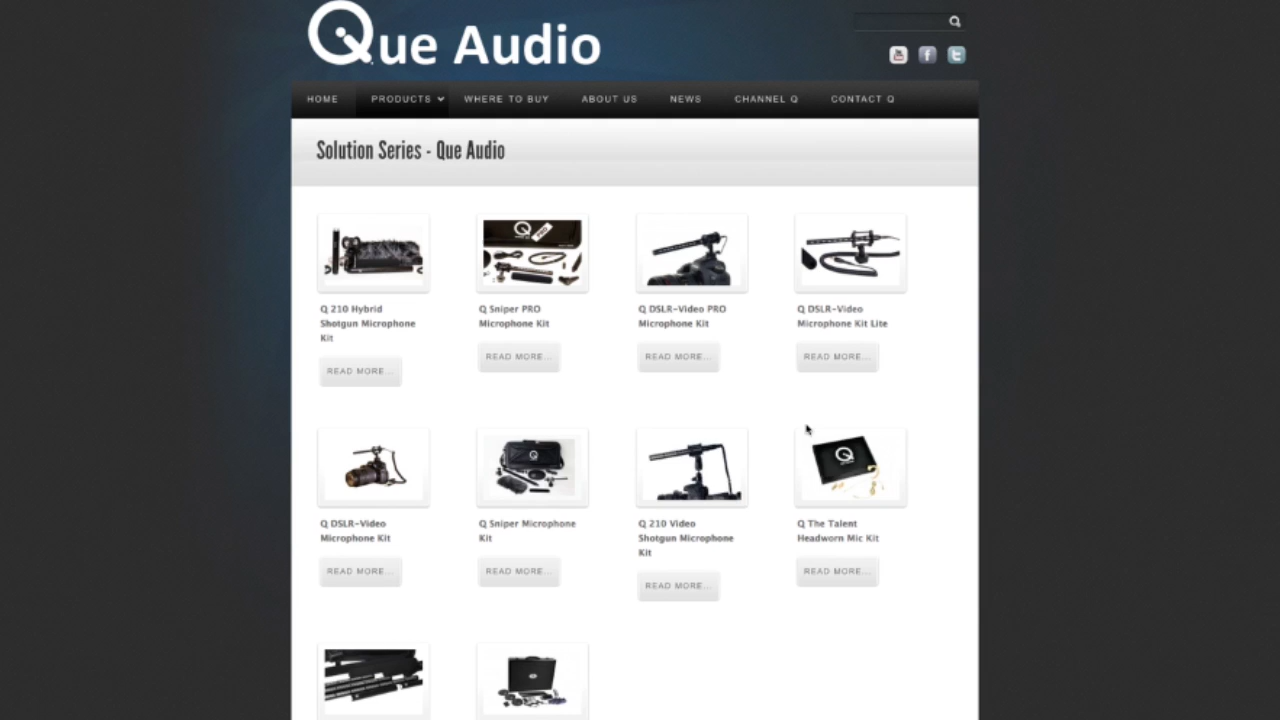 Que Audio
HOME PRODUCTS WHERE TO BUY ABOUT US NEWS CHANNEL Q CONTACT Q
Solution Series - Que Audio
Q 210 Hybrid
Shotgun Microphone
Kit
READ MORE...
Q Sniper PRO
Microphone Kit
READ MORE...
Q DSLR-Video PRO
Microphone Kit
READ MORE...
Q DSLR-Video
Microphone Kit Lite
READ MORE...
Q DSLR-Video
Microphone Kit
READ MORE...
Q Sniper Microphone
Kit
READ MORE...
Q 210 Video
Shotgun Microphone
Kit
READ MORE...
Q The Talent
Headworn Mic Kit
READ MORE...